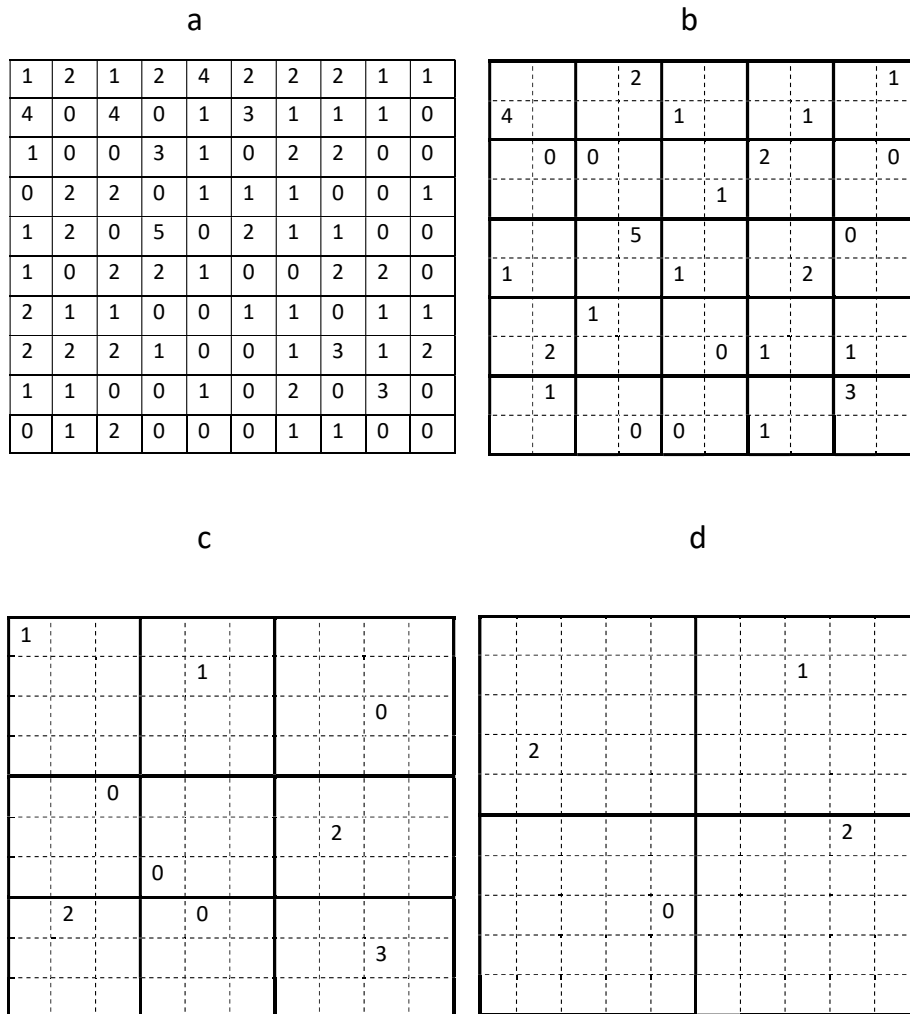 a
b
1 2 1 2 4 2 2 2 1 1
4 0 4 0 1 3 1 1 1 0
1 0 0 3 1 0 2 2 0 0
0 2 2 0 1 1 1 0 0 1
1 2 0 5 0 2 1 1 0 0
1 0 2 2 1 0 0 2 2 0
2 1 1 0 0 1 1 0 1 1
2 2 2 1 0 0 1 3 1 2
1 1 0 0 1 0 2 0 3 0
0 1 2 0 0 0 1 1 0 0
2 1
4 1 1
0 0 2 0
1
5 0
1 1 2
1
2 0 1 1
1 3
0 0 1
c
d
1
1
0
0
2
0
2 0
3
1
2
2
0